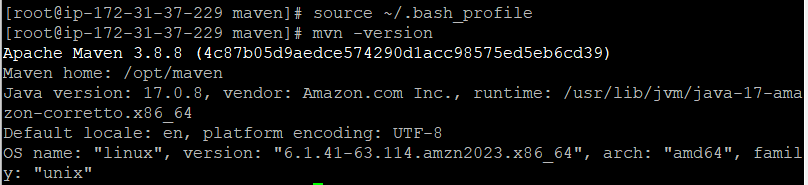 [root@ip-172-31-37-229 maven]# source ~/.bash_profile
[root@ip-172-31-37-229 maven]# mvn -version
Apache Maven 3.8.8 (4c87b05d9aedce574290d1acc98575ed5eb6cd39)
Maven home: /opt/maven
Java version: 17.0.8, vendor: Amazon.com Inc., runtime: /usr/lib/jvm/java-17-ama
zon-corretto.x86_64
Default locale: en, platform encoding: UTF-8
OS name: "linux", version: "6.1.41-63.114.amzn2023.x86_64", arch: "amd64", famil
y: "unix"